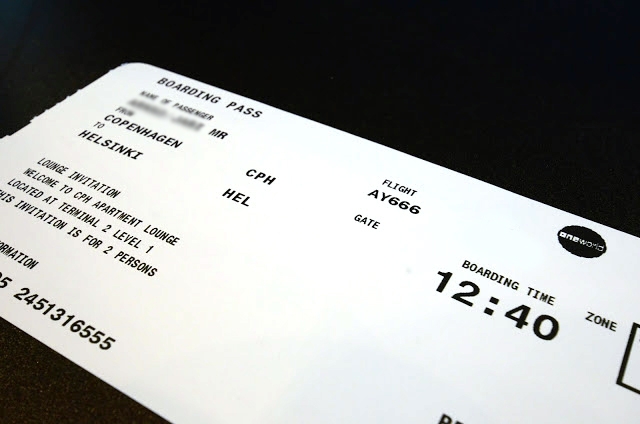 BOARDING PASS
NAME OF PASSENGER
MR
FROM
COPENHAGEN CPH
TO
HELSINKI HEL
FLIGHT
AY666
GATE
LOUNGE INVITATION
WELCOME TO CPH APARTMENT LOUNGE
LOCATED AT TERMINAL 2 LEVEL 1
THIS INVITATION IS FOR 2 PERSONS
oneworld
BOARDING TIME
12:40
ZONE
2451316555